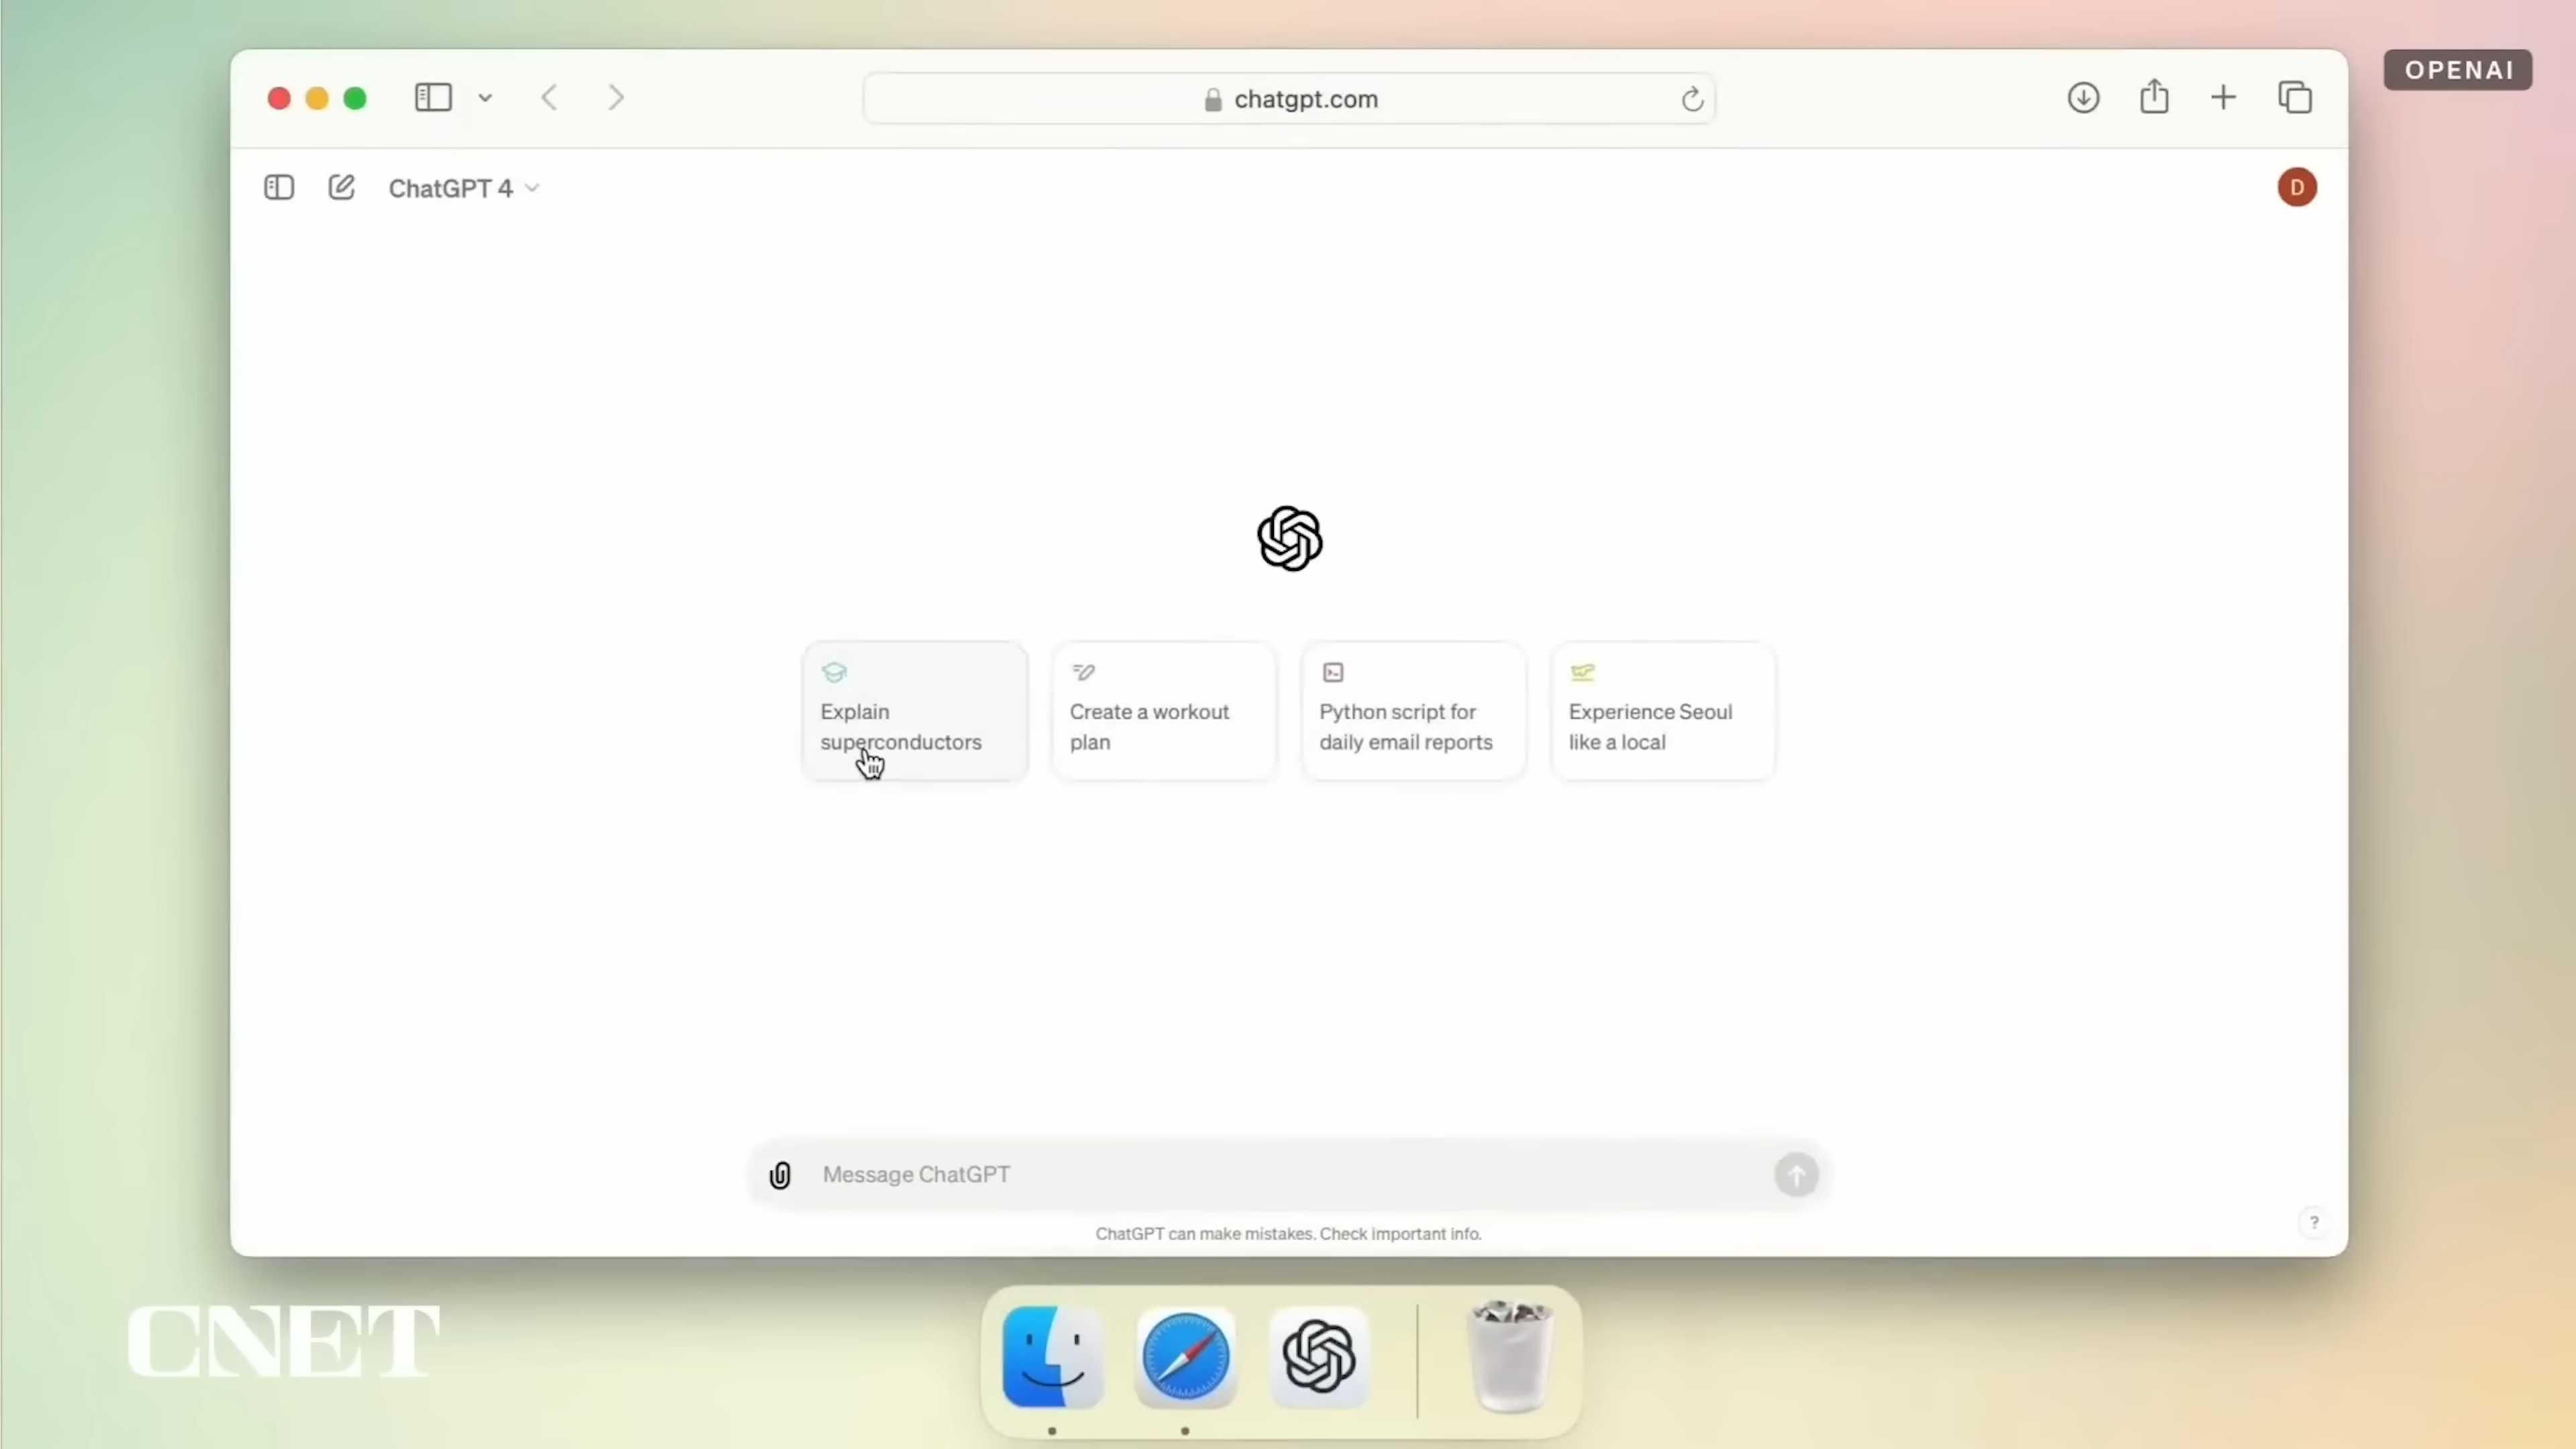 OPENAI
chatgpt.com
ChatGPT 4
D
Explain
superconductors
Create a workout
plan
Python script for
daily email reports
Experience Seoul
like a local
Message ChatGPT
ChatGPT can make mistakes. Check important info.
?
CNET